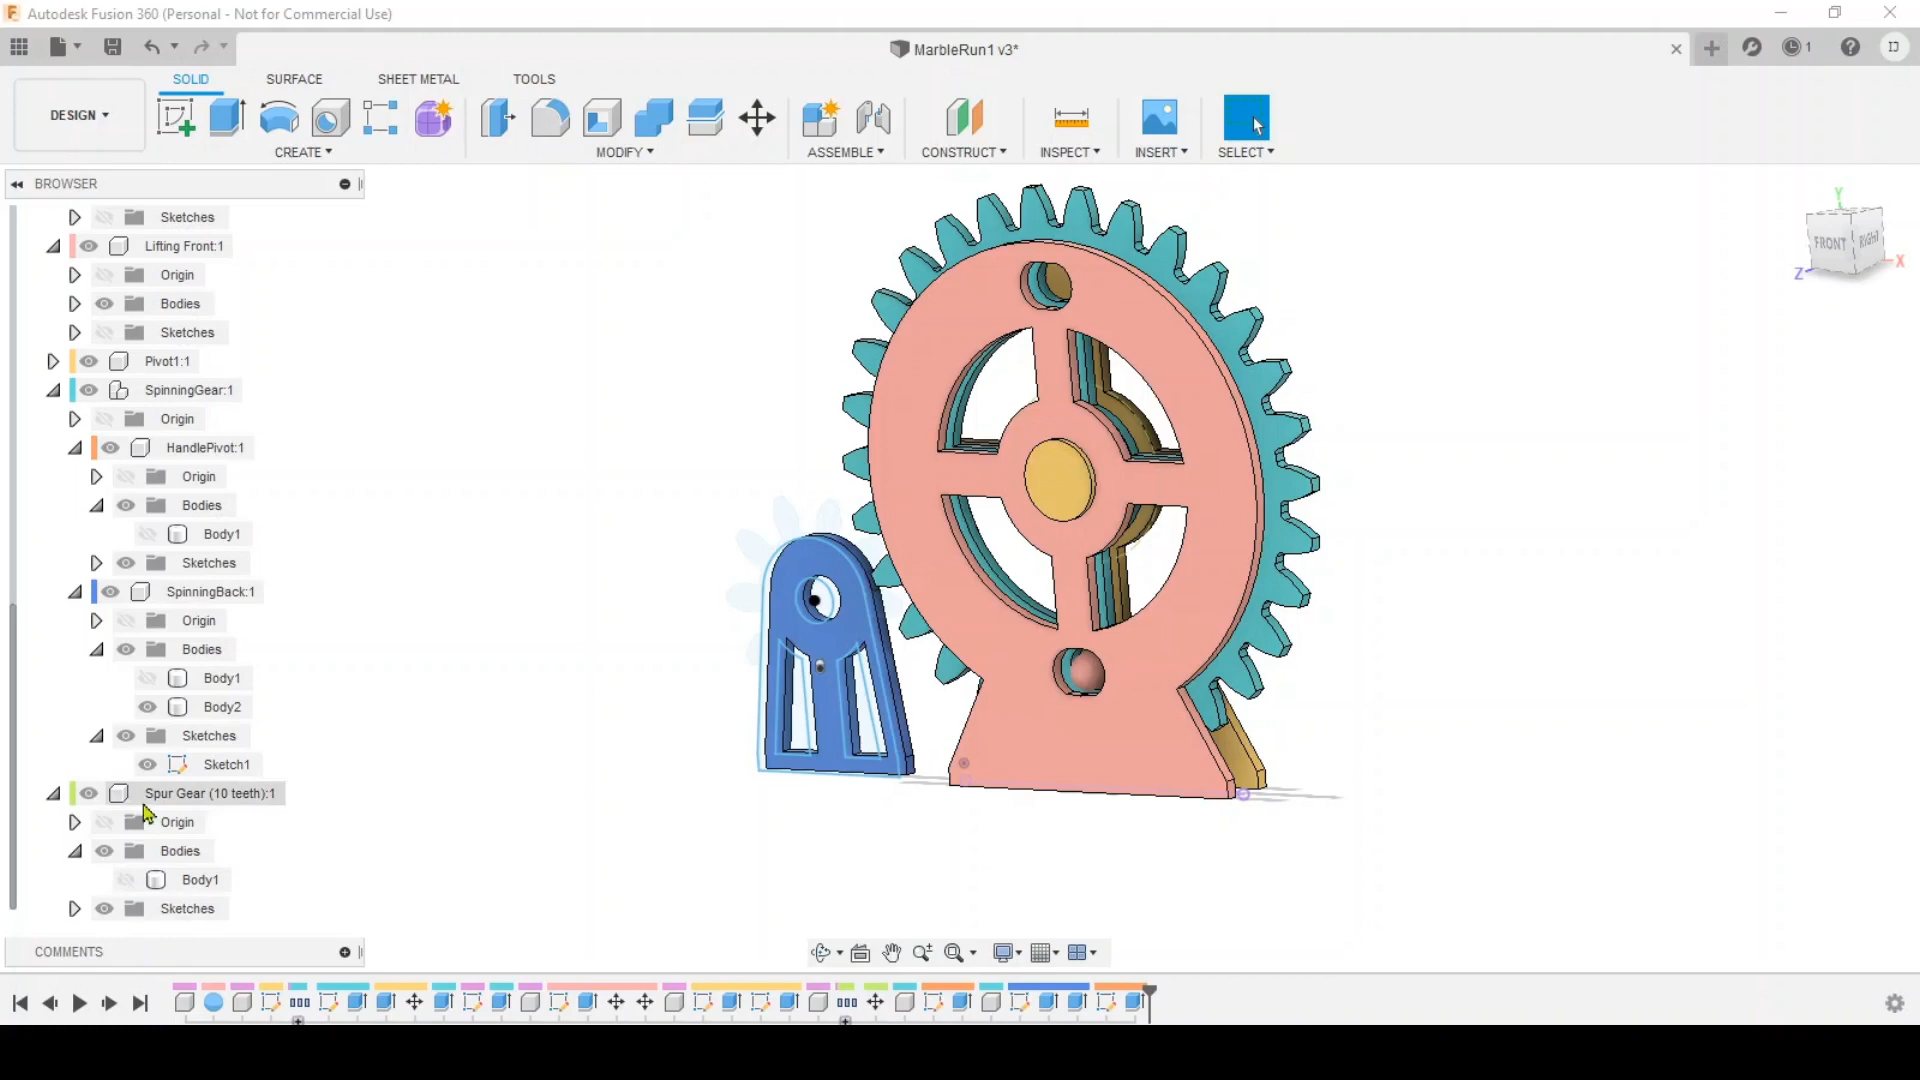 Autodesk Fusion 360 (Personal - Not for Commercial Use)
MarbleRun1 v3*
1
IJ
SOLID
SURFACE
SHEET METAL
TOOLS
DESIGN
CREATE
MODIFY
ASSEMBLE
CONSTRUCT
INSPECT
INSERT
SELECT
BROWSER
Sketches
Lifting Front:1
Origin
Bodies
Sketches
Pivot1:1
SpinningGear:1
Origin
HandlePivot:1
Origin
Bodies
Body1
Sketches
SpinningBack:1
Origin
Bodies
Body1
Body2
Sketches
Sketch1
Spur Gear (10 teeth):1
Origin
Bodies
Body1
Sketches
COMMENTS
Y
FRONT
RIGHT
Z
X